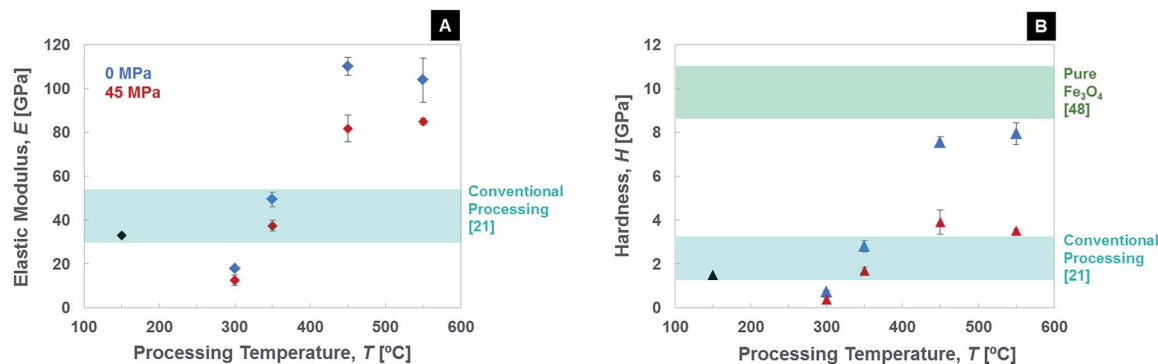 A
Elastic Modulus, E [GPa]
120
100
80
60
40
20
0
0 MPa
45 MPa
Conventional
Processing
[21]
100 200 300 400 500 600
Processing Temperature, T [ºC]
B
Hardness, H [GPa]
12
10
8
6
4
2
0
Pure
Fe₃O₄
[48]
Conventional
Processing
[21]
100 200 300 400 500 600
Processing Temperature, T [ºC]